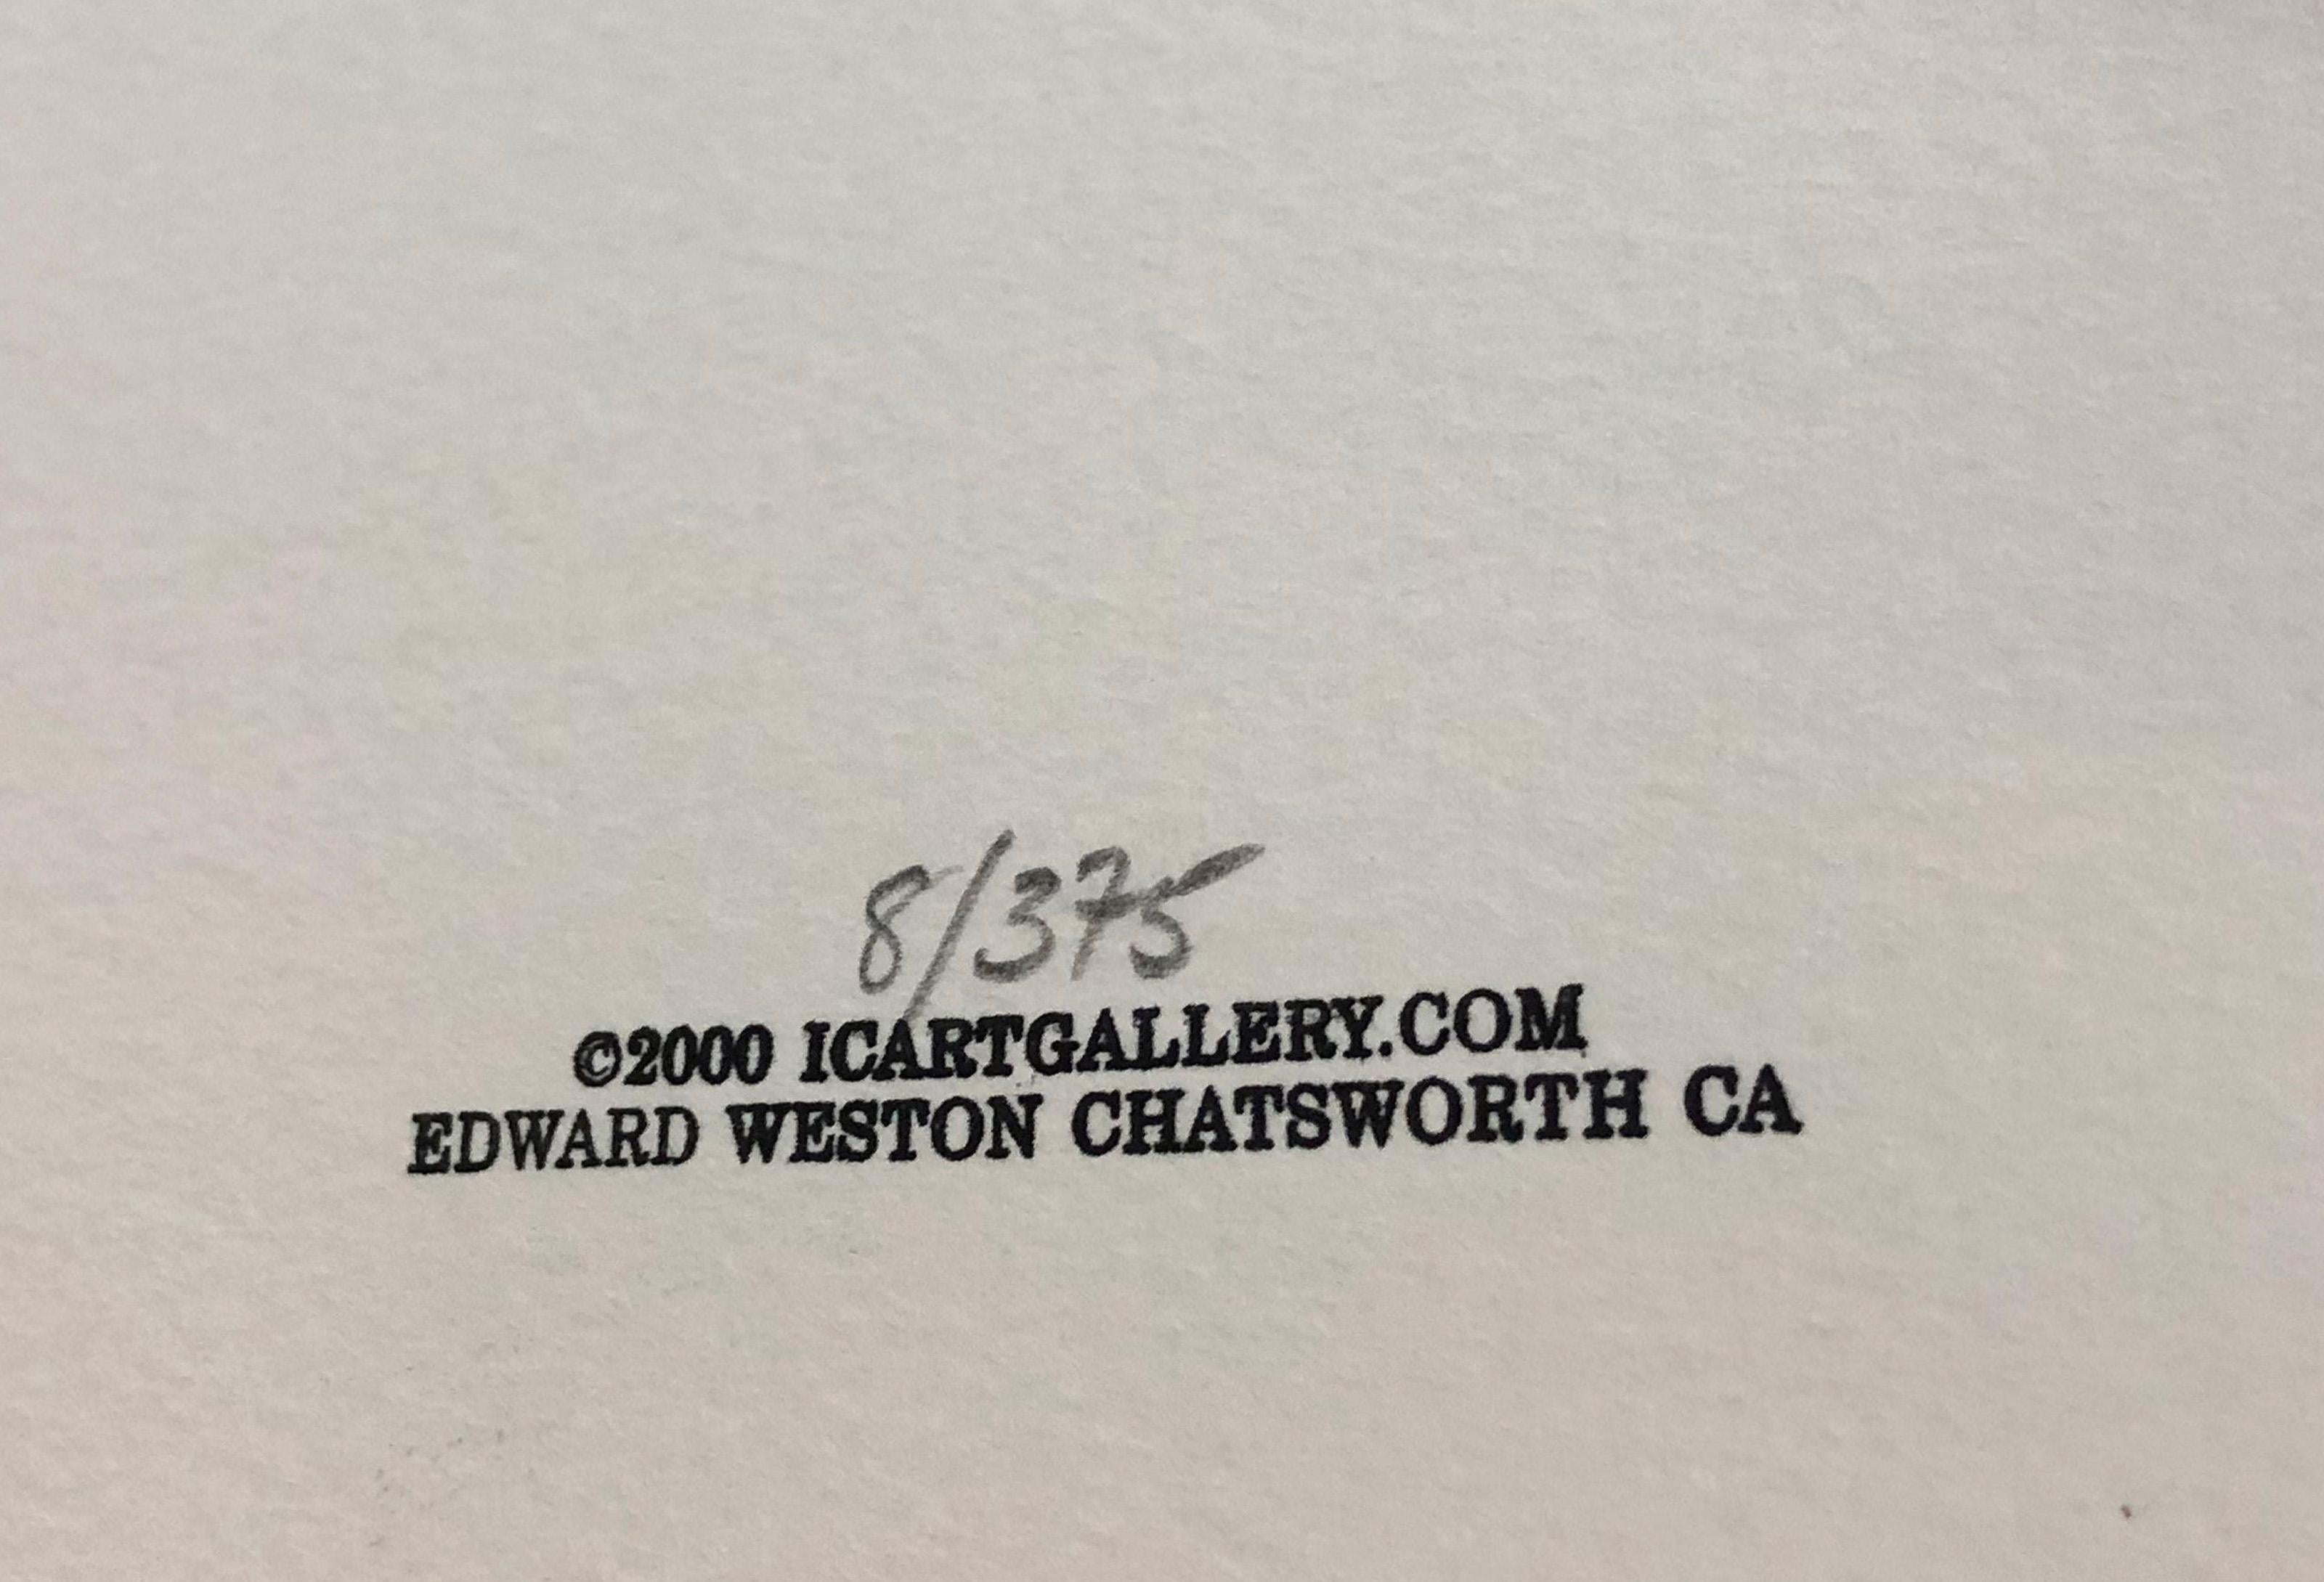 8/375
©2000 ICARTGALLERY.COM
EDWARD WESTON CHATSWORTH CA